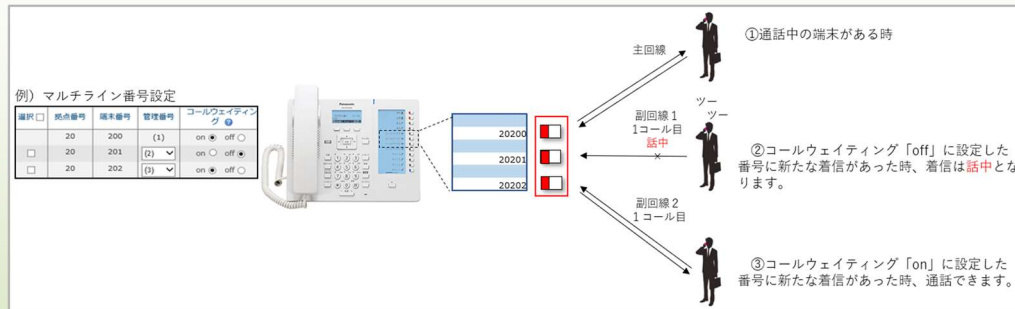 ①通話中の端末がある時
主回線
例）マルチライン番号設定
選択 拠点番号 端末番号 管理番号 コールウェイティン
グ
20 200 (1) on off
20 201 (2) on off
20 202 (3) on off
Panasonic
20200
20201
20202
副回線1
1コール目
話中
ツー
ツー
②コールウェイティング「off」に設定した
番号に新たな着信があった時、着信は話中とな
ります。
副回線2
1コール目
③コールウェイティング「on」に設定した
番号に新たな着信があった時、通話できます。